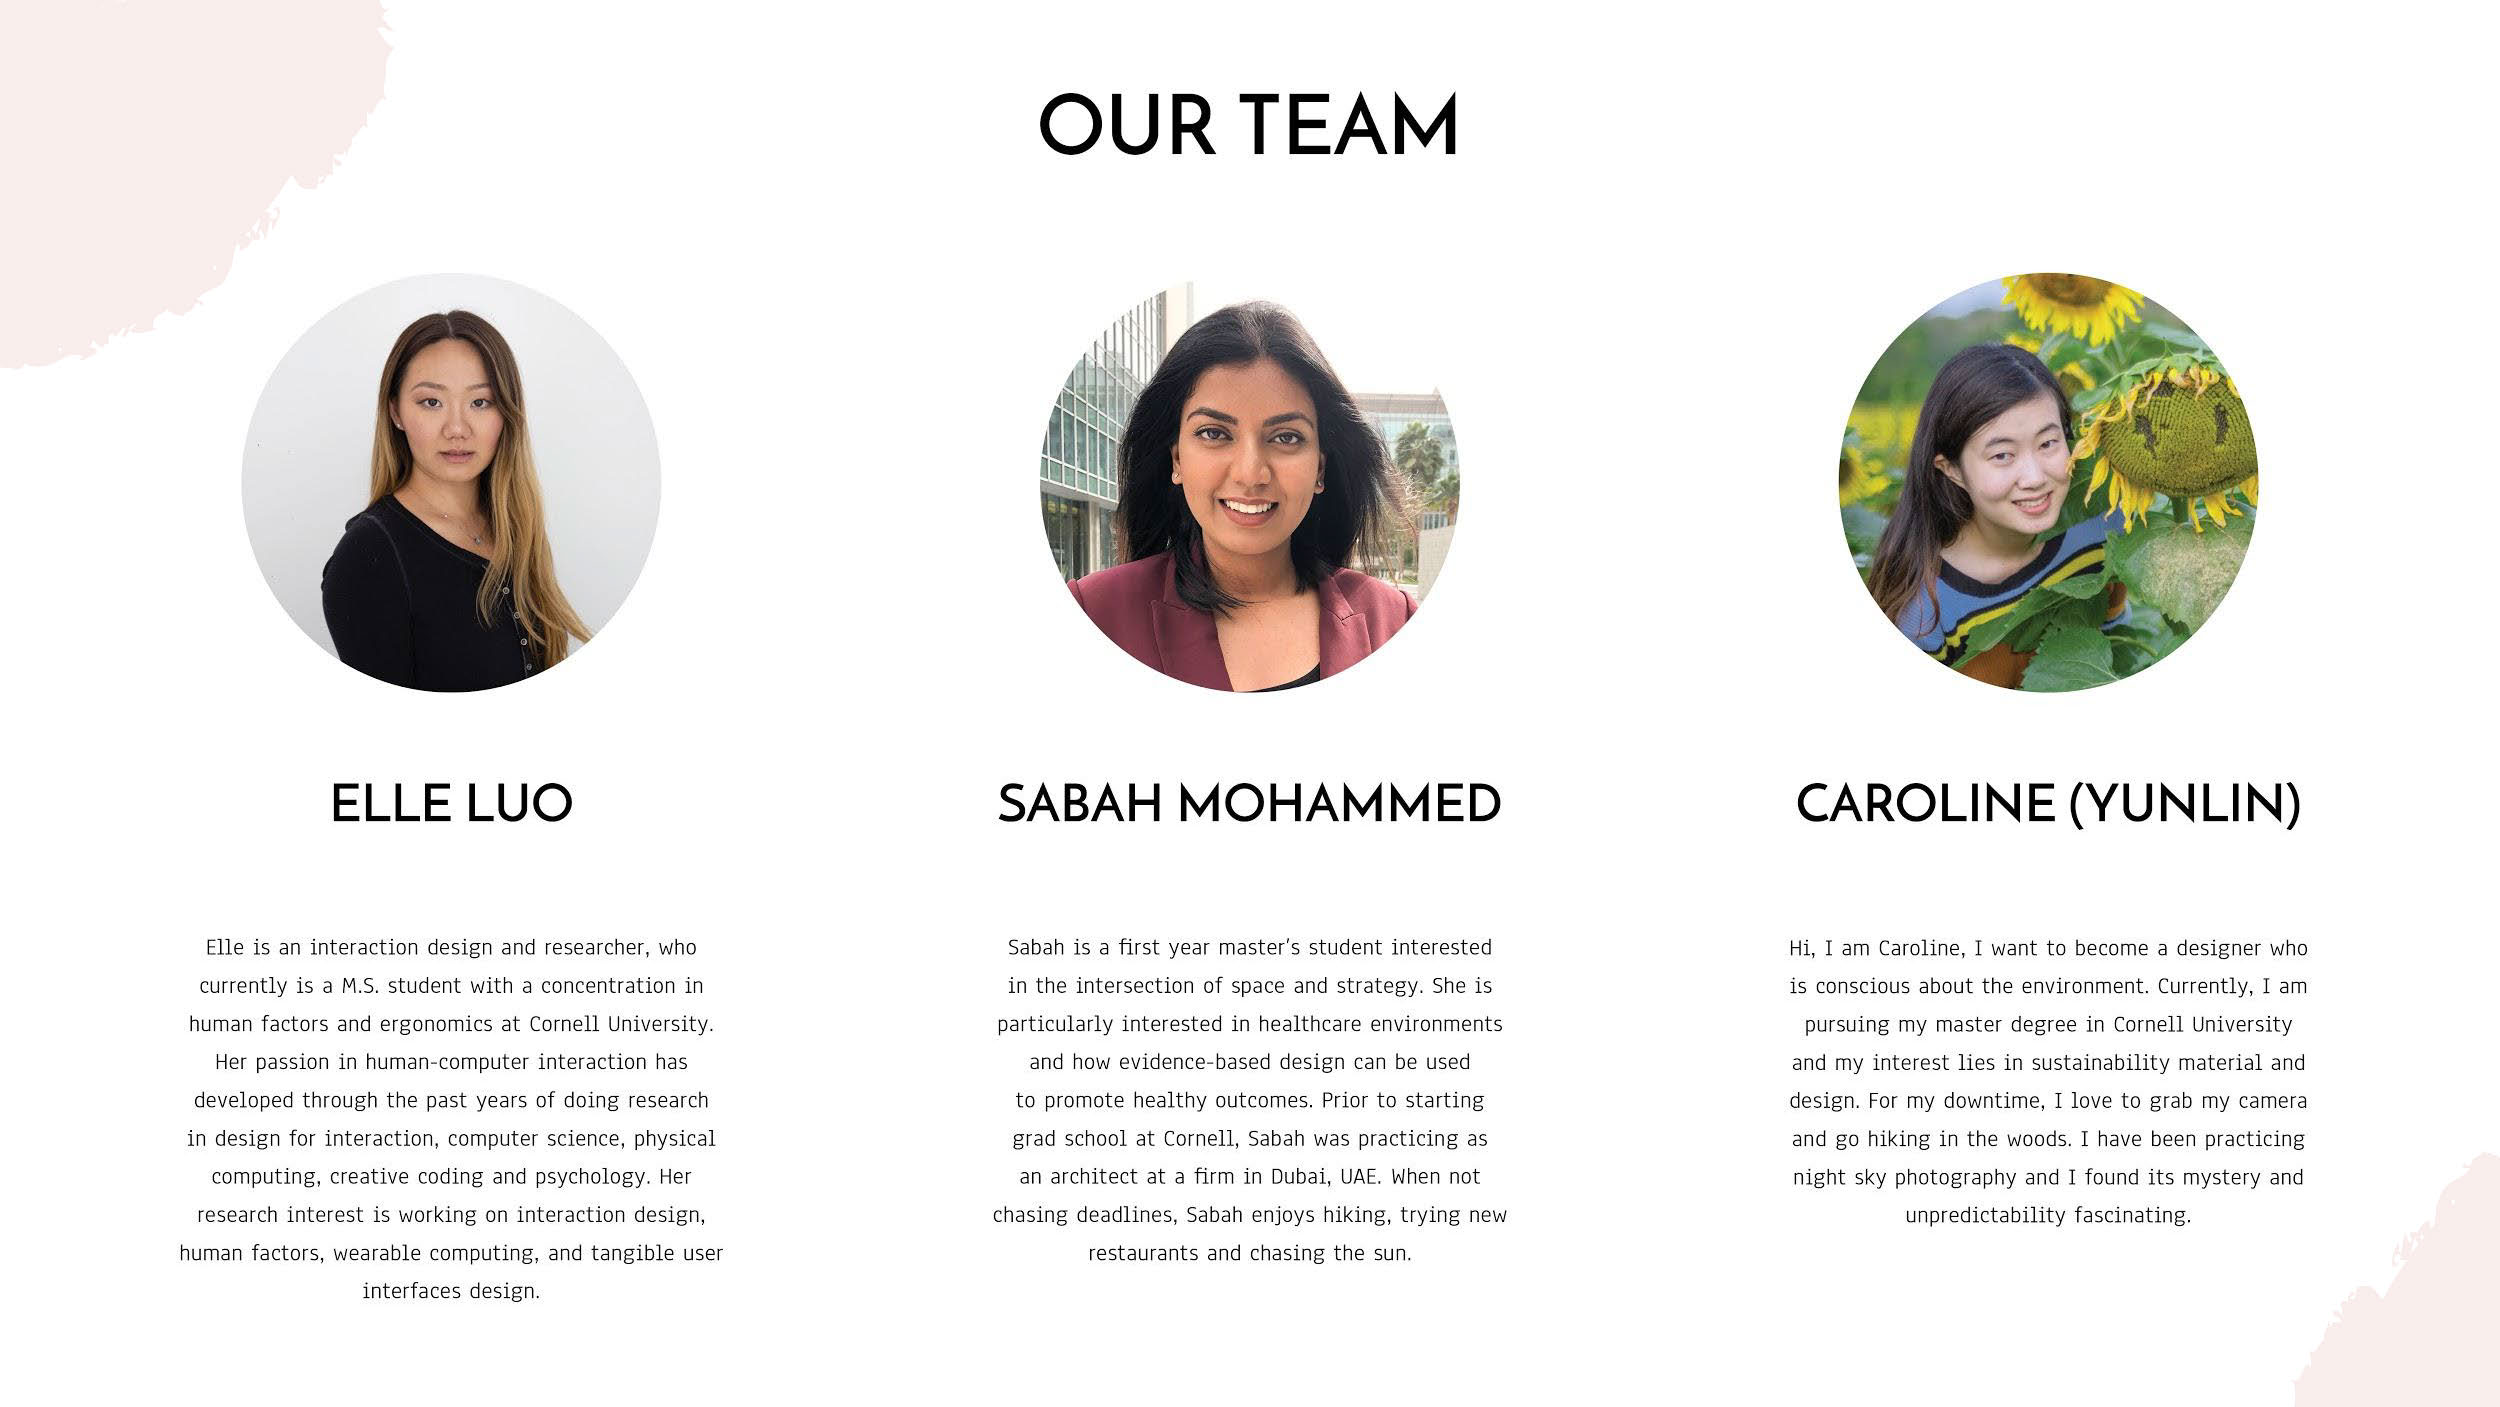 OUR TEAM
ELLE LUO
Elle is an interaction design and researcher, who
currently is a M.S. student with a concentration in
human factors and ergonomics at Cornell University.
Her passion in human-computer interaction has
developed through the past years of doing research
in design for interaction, computer science, physical
computing, creative coding and psychology. Her
research interest is working on interaction design,
human factors, wearable computing, and tangible user
interfaces design.
SABAH MOHAMMED
Sabah is a first year master's student interested
in the intersection of space and strategy. She is
particularly interested in healthcare environments
and how evidence-based design can be used
to promote healthy outcomes. Prior to starting
grad school at Cornell, Sabah was practicing as
an architect at a firm in Dubai, UAE. When not
chasing deadlines, Sabah enjoys hiking, trying new
restaurants and chasing the sun.
CAROLINE (YUNLIN)
Hi, I am Caroline, I want to become a designer who
is conscious about the environment. Currently, I am
pursuing my master degree in Cornell University
and my interest lies in sustainability material and
design. For my downtime, I love to grab my camera
and go hiking in the woods. I have been practicing
night sky photography and I found its mystery and
unpredictability fascinating.